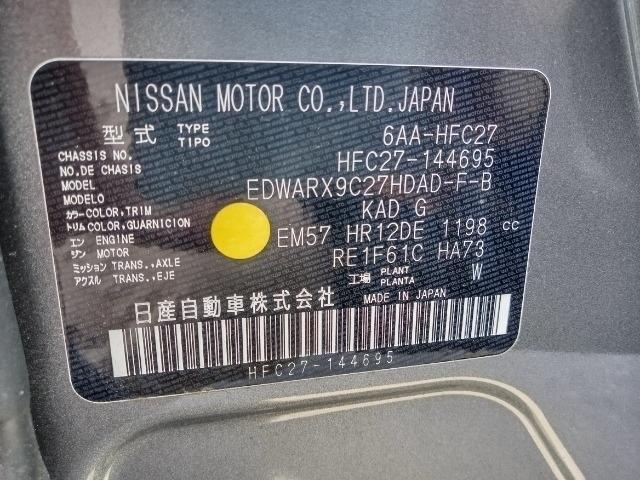 NISSAN MOTOR CO.,LTD.JAPAN
型式 TYPE TIPO 6AA-HFC27
CHASSIS NO. NO.DE CHASIS HFC27-144695
MODEL MODELO EDWARX9C27HDAD-F-B
カラー COLOR,TRIM トリム COLOR,GUARNICION KAD G
エン ENGINE ジン MOTOR EM57 HR12DE 1198 cc
ミッション TRANS.,AXLE アクスル TRANS.,EJE RE1F61C HA73
工場 PLANT PLANTA W
日産自動車株式会社 MADE IN JAPAN
HFC27-144695